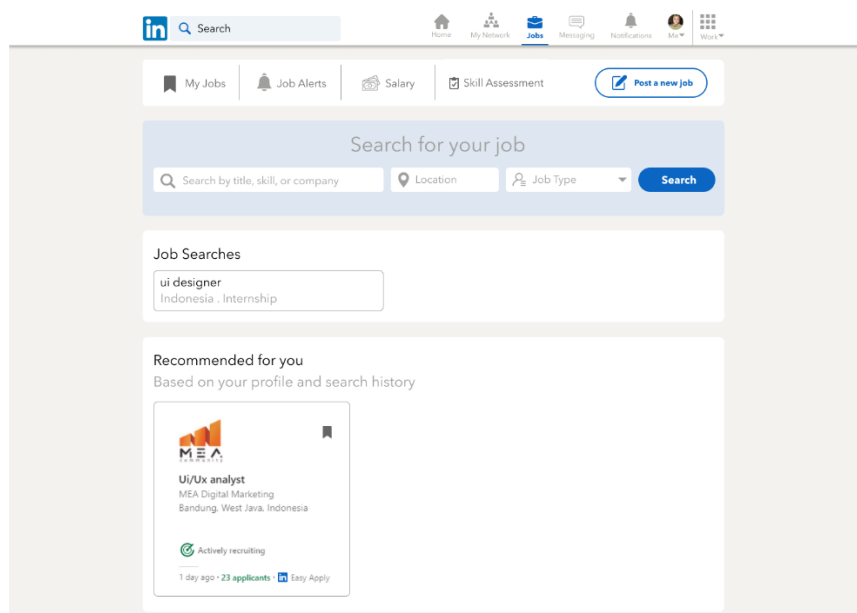 in Search
Home My Network Jobs Messaging Notifications Me Work
My Jobs Job Alerts Salary Skill Assessment Post a new job
Search for your job
Search by title, skill, or company Location Job Type Search
Job Searches
ui designer
Indonesia . Internship
Recommended for you
Based on your profile and search history
MEA
community
Ui/Ux analyst
MEA Digital Marketing
Bandung, West Java, Indonesia
Actively recruiting
1 day ago • 23 applicants • in Easy Apply